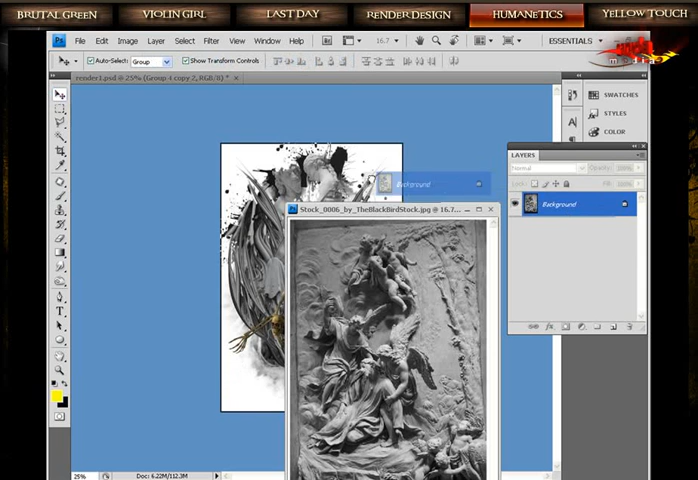 BRUTAL GREEN
VIOLIN GIRL
LAST DAY
RENDER DESIGN
HUMANETICS
YELLOW TOUCH
Ps File Edit Image Layer Select Filter View Window Help 16.7 ESSENTIALS
Auto-Select: Group Show Transform Controls
render1.psd @ 25% (Group 4 copy 2, RGB/8) *
SWATCHES
STYLES
COLOR
LAYERS
Normal Opacity:
Lock: Fill:
Background
Background
Stock_0006_by_TheBlackBirdStock.jpg @ 16.7...
25% Doc: 6.22M/112.3M